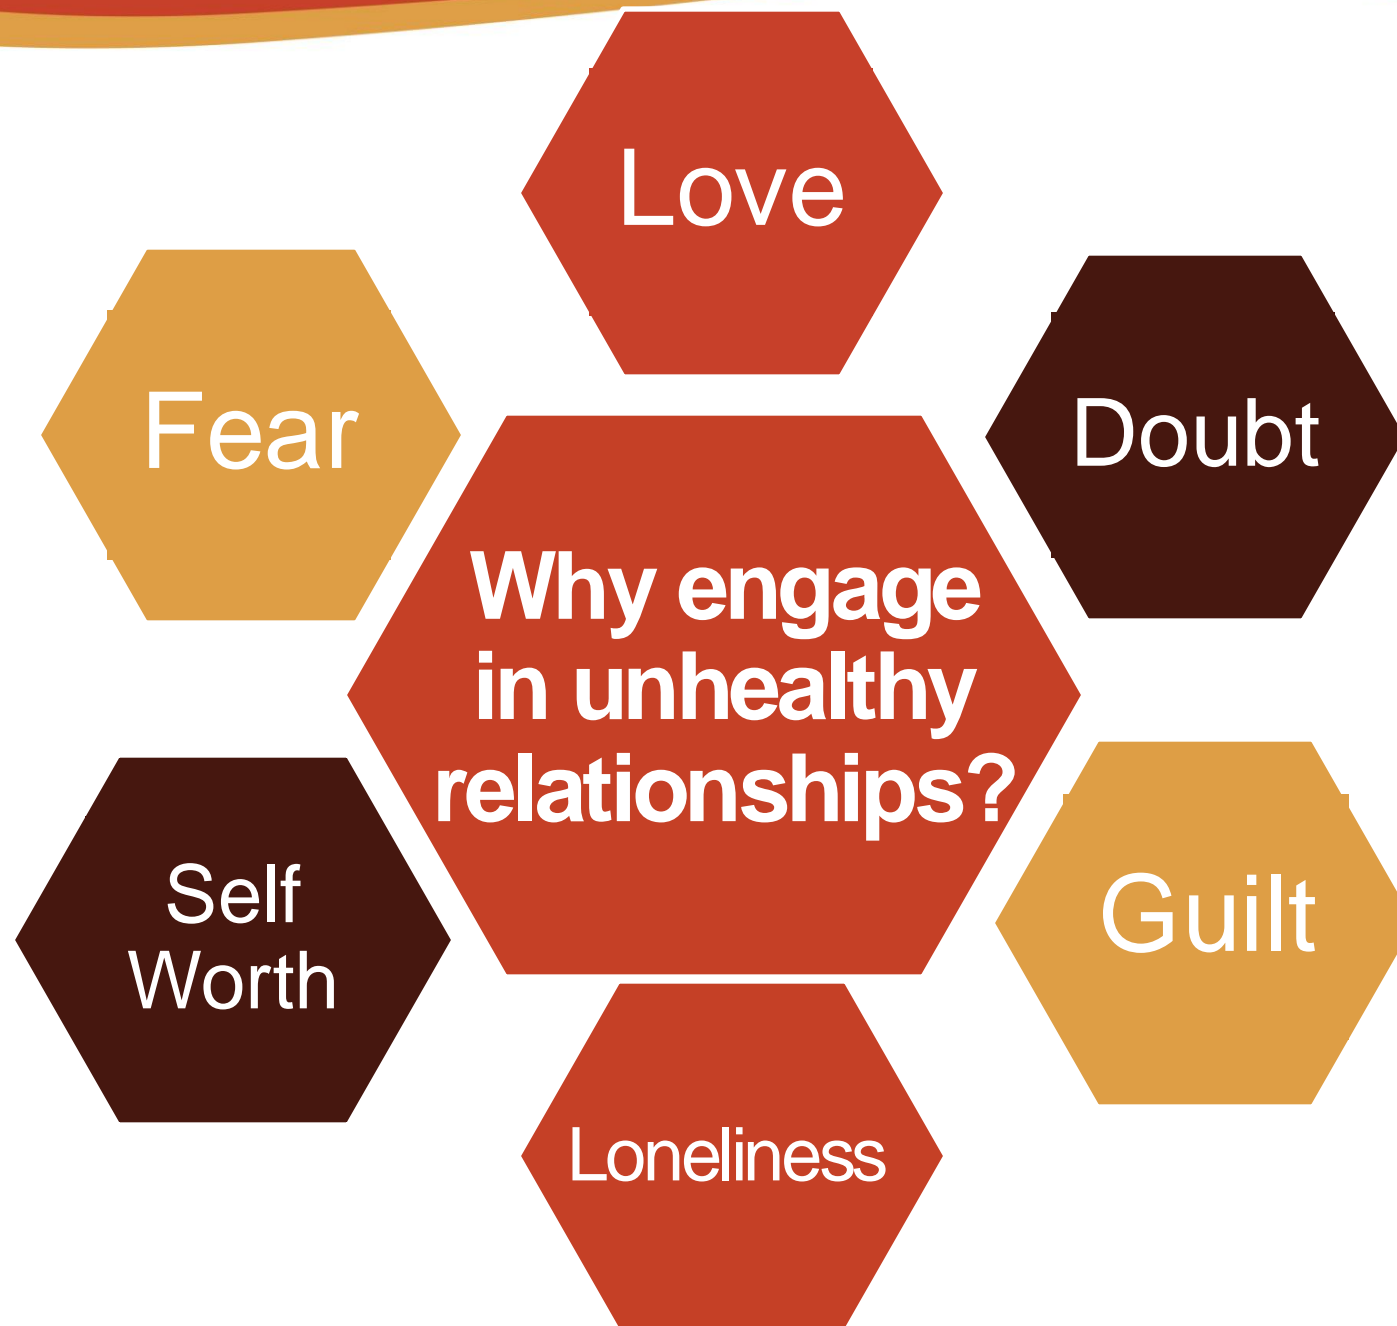 Love
Fear
Doubt
Why engage
in unhealthy
relationships?
Self
Worth
Guilt
Loneliness